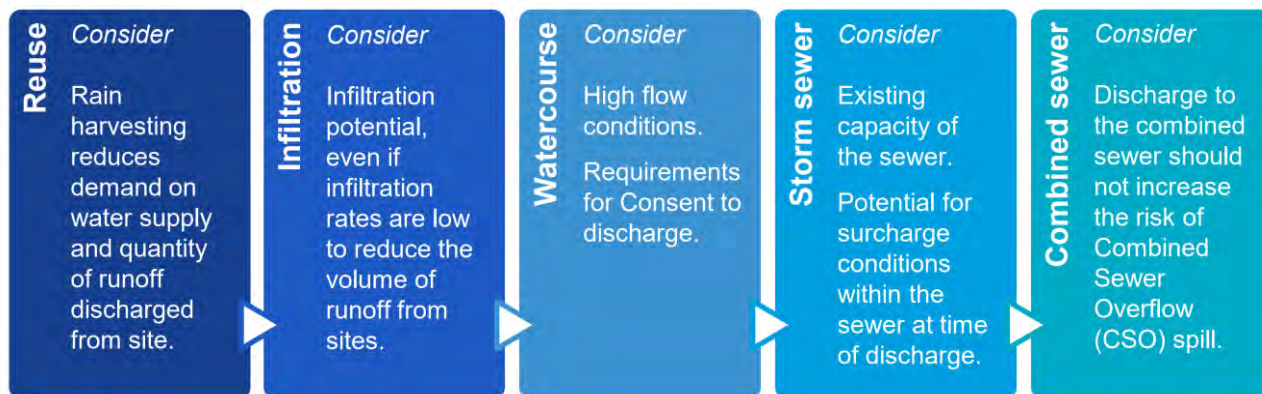 Reuse
Consider
Rain
harvesting
reduces
demand on
water supply
and quantity
of runoff
discharged
from site.
Infiltration
Consider
Infiltration
potential,
even if
infiltration
rates are low
to reduce the
volume of
runoff from
sites.
Watercourse
Consider
High flow
conditions.
Requirements
for Consent to
discharge.
Storm sewer
Consider
Existing
capacity of
the sewer.
Potential for
surcharge
conditions
within the
sewer at time
of discharge.
Combined sewer
Consider
Discharge to
the combined
sewer should
not increase
the risk of
Combined
Sewer
Overflow
(CSO) spill.